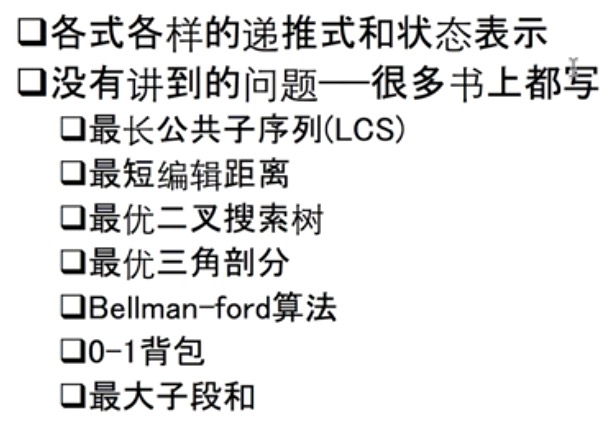 ❑各式各样的递推式和状态表示
❑没有讲到的问题——很多书上都写
❑最长公共子序列(LCS)
❑最短编辑距离
❑最优二叉搜索树
❑最优三角剖分
❑Bellman-ford算法
❑0-1背包
❑最大子段和